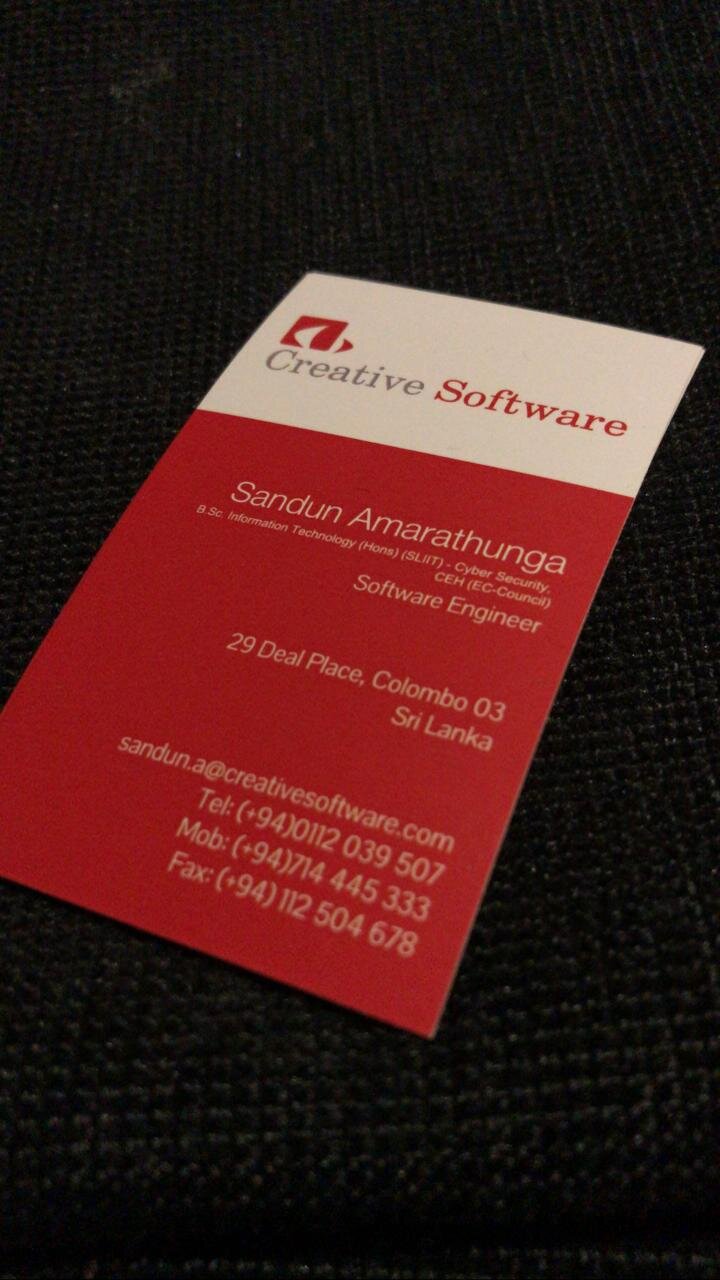 Creative Software
Sandun Amarathunga
B.Sc. Information Technology (Hons) (SLIIT) - Cyber Security,
CEH (EC-Council)
Software Engineer
29 Deal Place, Colombo 03
Sri Lanka
sandun.a@creativesoftware.com
Tel: (+94)0112 039 507
Mob: (+94)714 445 333
Fax: (+94) 112 504 678